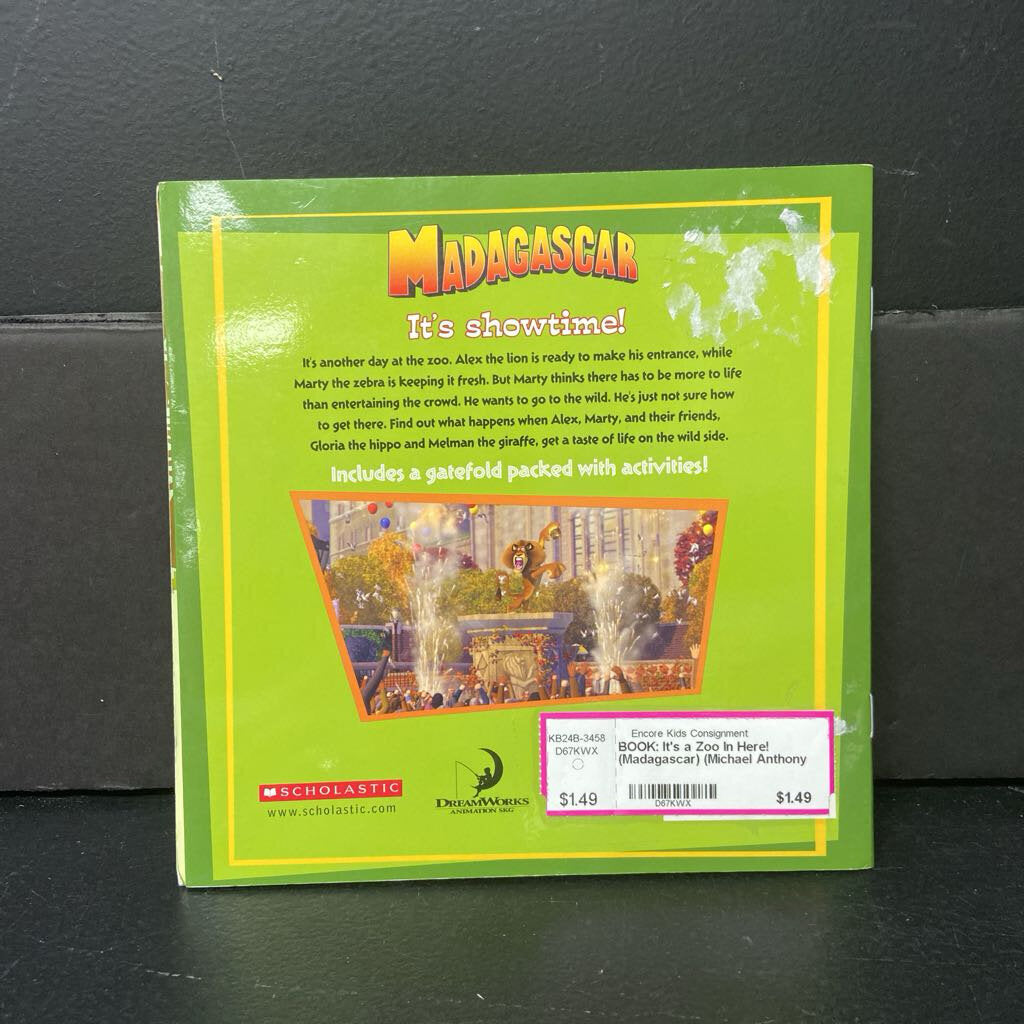 MADAGASCAR
It's showtime!
It's another day at the zoo. Alex the lion is ready to make his entrance, while
Marty the zebra is keeping it fresh. But Marty thinks there has to be more to life
than entertaining the crowd. He wants to go to the wild. He's just not sure how
to get there. Find out what happens when Alex, Marty, and their friends,
Gloria the hippo and Melman the giraffe, get a taste of life on the wild side.
Includes a gatefold packed with activities!
SCHOLASTIC
www.scholastic.com
DREAMWORKS
ANIMATION SKG
KB24B-3458
D67KWX
$1.49
Encore Kids Consignment
BOOK: It's a Zoo In Here!
(Madagascar) (Michael Anthony
D67KWX
$1.49